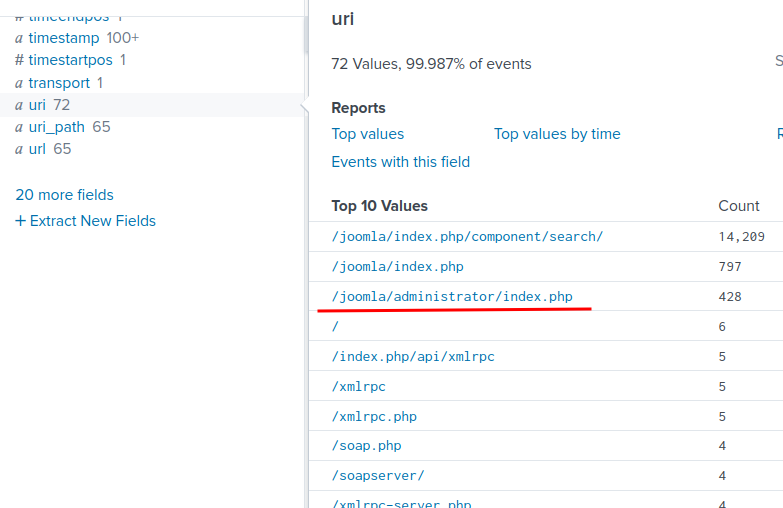 # timeendpos 1
a timestamp 100+
# timestartpos 1
a transport 1
a uri 72
a uri_path 65
a url 65
20 more fields
+ Extract New Fields
uri
72 Values, 99.987% of events
S
Reports
Top values Top values by time R
Events with this field
Top 10 Values Count
/joomla/index.php/component/search/ 14,209
/joomla/index.php 797
/joomla/administrator/index.php 428
/ 6
/index.php/api/xmlrpc 5
/xmlrpc 5
/xmlrpc.php 5
/soap.php 4
/soapserver/ 4
/xmlrpc-server.php 4